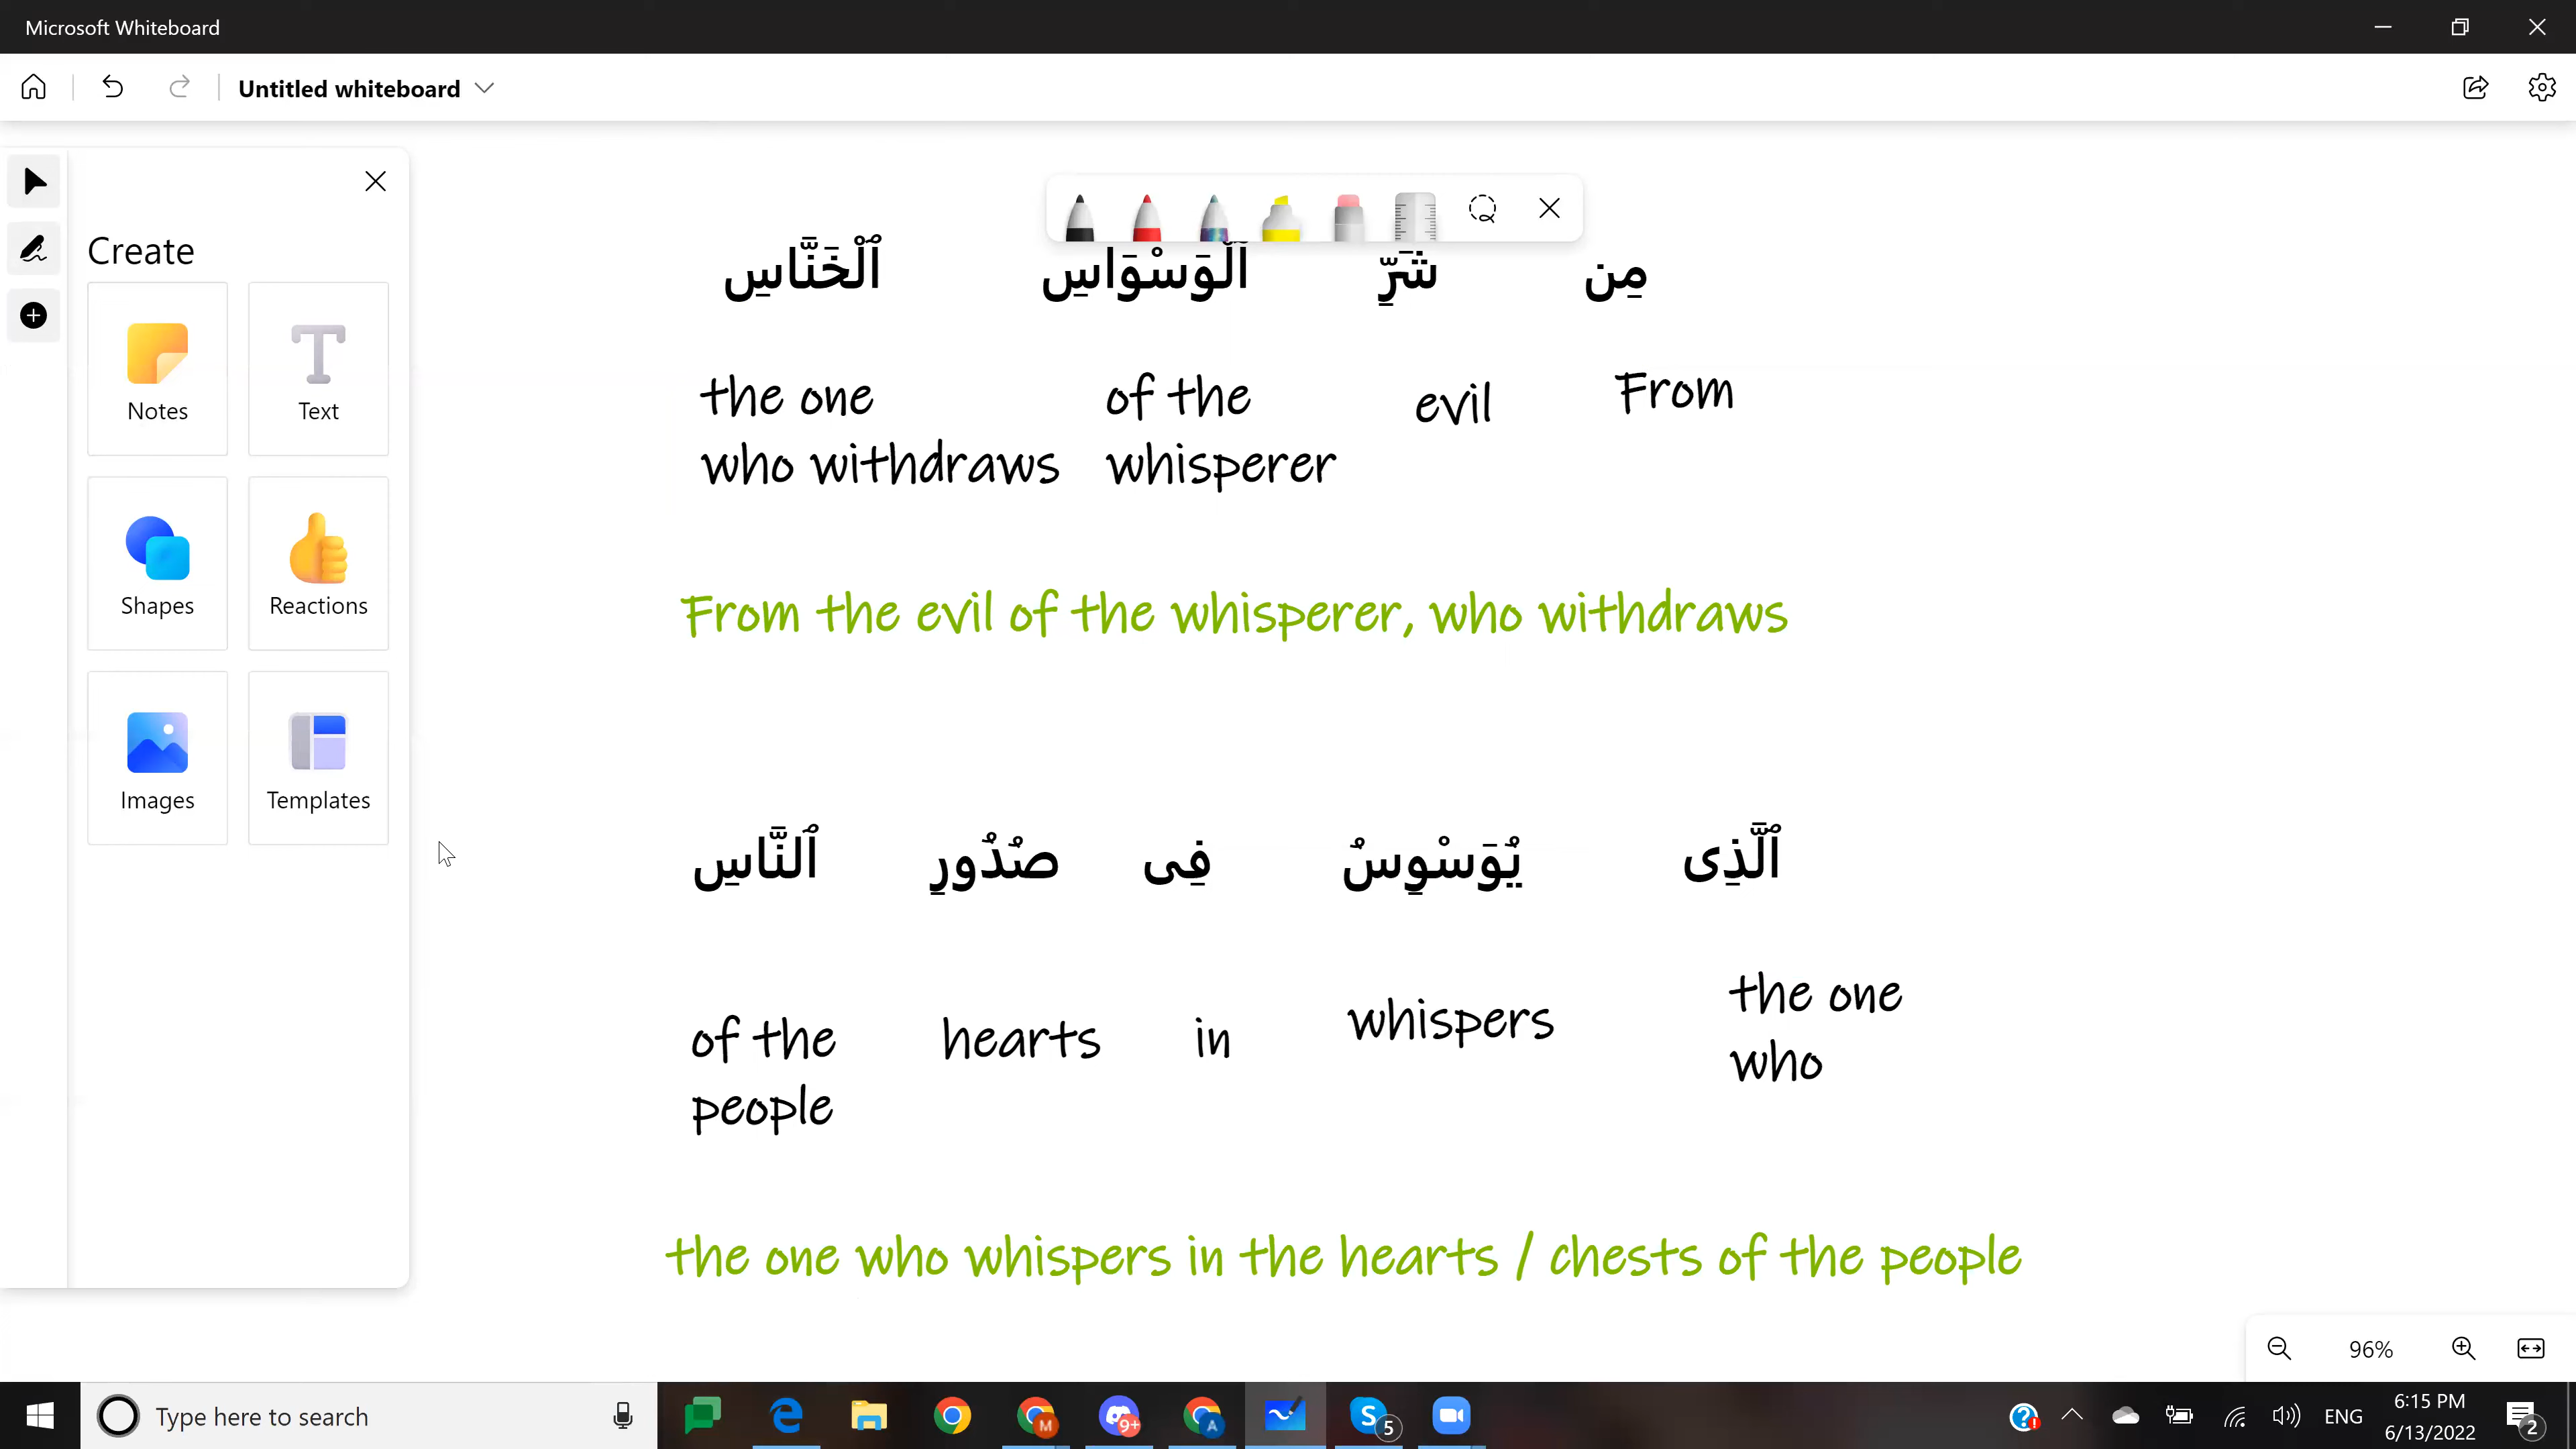 Microsoft Whiteboard
Untitled whiteboard
Create
Notes Text
Shapes Reactions
Images Templates
مِن شَرِّ ٱلْوَسْوَاسِ ٱلْخَنَّاسِ
the one who withdraws
of the whisperer
evil
From
From the evil of the whisperer, who withdraws
ٱلَّذِى يُوَسْوِسُ فِى صُدُورِ ٱلنَّاسِ
of the people
hearts
in
whispers
the one who
the one who whispers in the hearts / chests of the people
96%
Type here to search
M
9+
A
S 5
ENG
6:15 PM
6/13/2022
2